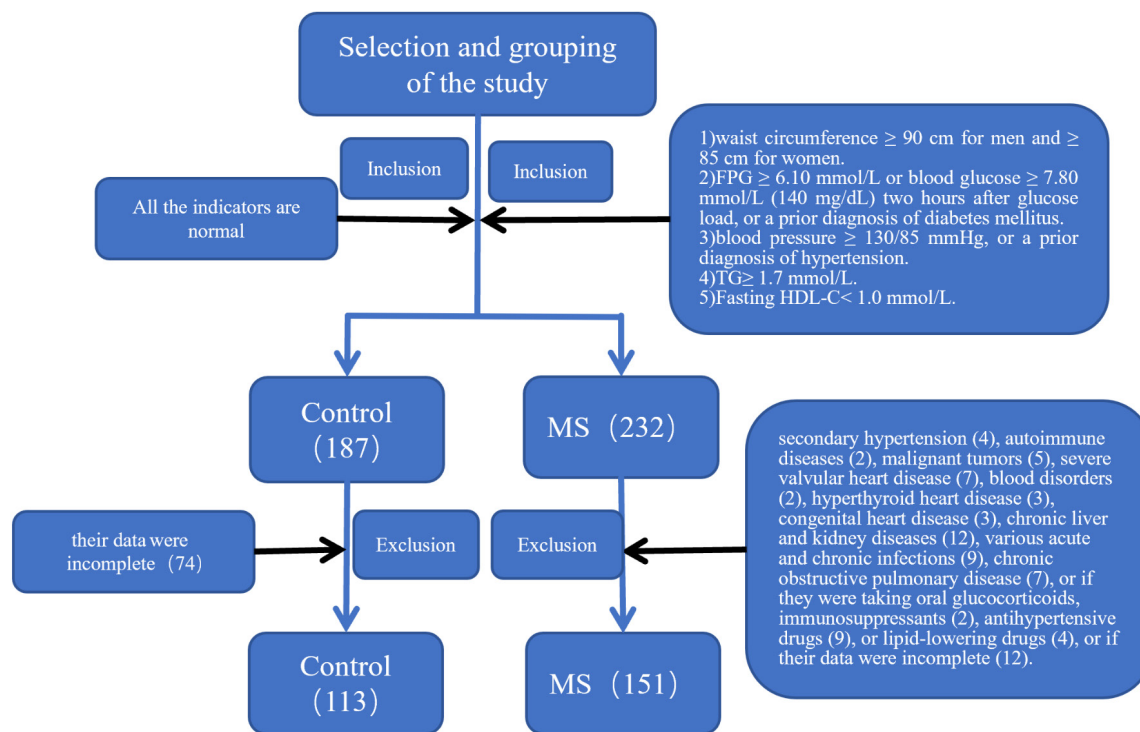 Selection and grouping
of the study
Inclusion
Inclusion
All the indicators are
normal
1)waist circumference ≥ 90 cm for men and ≥
85 cm for women.
2)FPG ≥ 6.10 mmol/L or blood glucose ≥ 7.80
mmol/L (140 mg/dL) two hours after glucose
load, or a prior diagnosis of diabetes mellitus.
3)blood pressure ≥ 130/85 mmHg, or a prior
diagnosis of hypertension.
4)TG≥ 1.7 mmol/L.
5)Fasting HDL-C< 1.0 mmol/L.
Control
(187)
MS（232）
their data were
incomplete（74）
Exclusion
Exclusion
secondary hypertension (4), autoimmune
diseases (2), malignant tumors (5), severe
valvular heart disease (7), blood disorders
(2), hyperthyroid heart disease (3),
congenital heart disease (3), chronic liver
and kidney diseases (12), various acute
and chronic infections (9), chronic
obstructive pulmonary disease (7), or if
they were taking oral glucocorticoids,
immunosuppressants (2), antihypertensive
drugs (9), or lipid-lowering drugs (4), or if
their data were incomplete (12).
Control
(113)
MS（151）